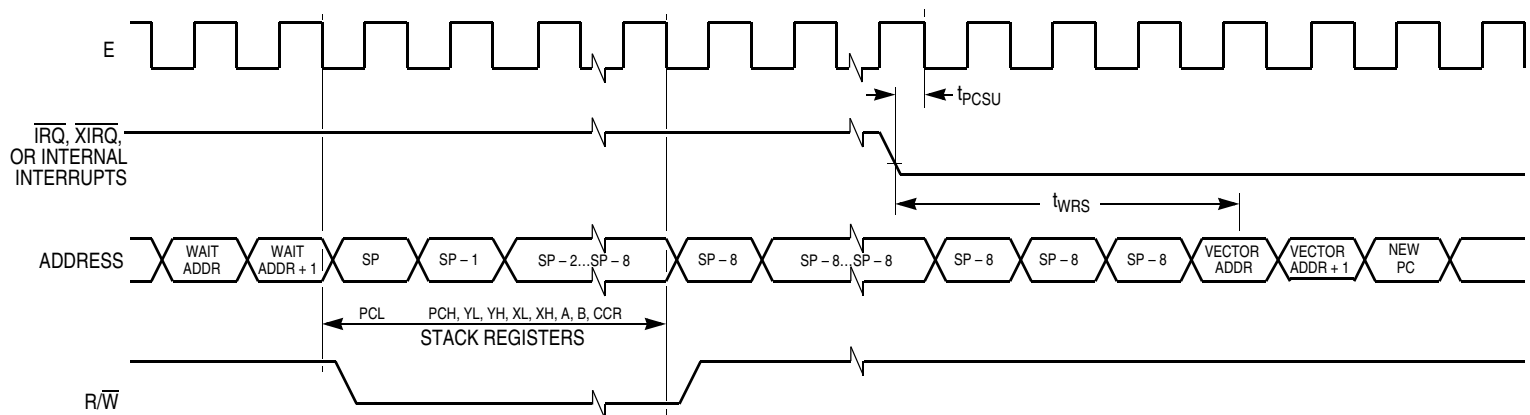 E
tPCSU
IRQ, XIRQ,
OR INTERNAL
INTERRUPTS
tWRS
ADDRESS
WAIT
ADDR
WAIT
ADDR + 1
SP
SP – 1
SP – 2...SP – 8
SP – 8
SP – 8...SP – 8
SP – 8
SP – 8
SP – 8
VECTOR
ADDR
VECTOR
ADDR + 1
NEW
PC
PCL
PCH, YL, YH, XL, XH, A, B, CCR
STACK REGISTERS
R/W